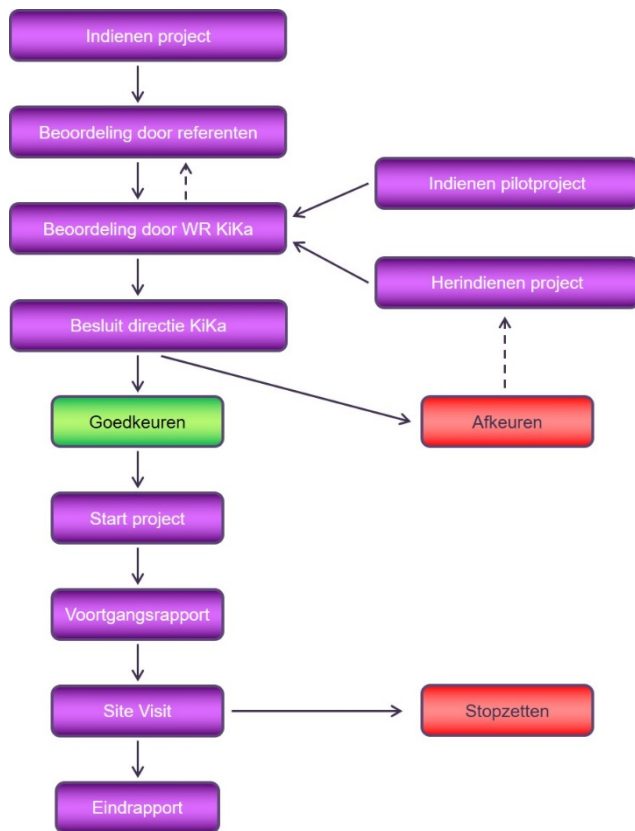 Indienen project
Beoordeling door referenten
Indienen pilotproject
Beoordeling door WR KiKa
Herindienen project
Besluit directie KiKa
Goedkeuren
Afkeuren
Start project
Voortgangsrapport
Site Visit
Stopzetten
Eindrapport